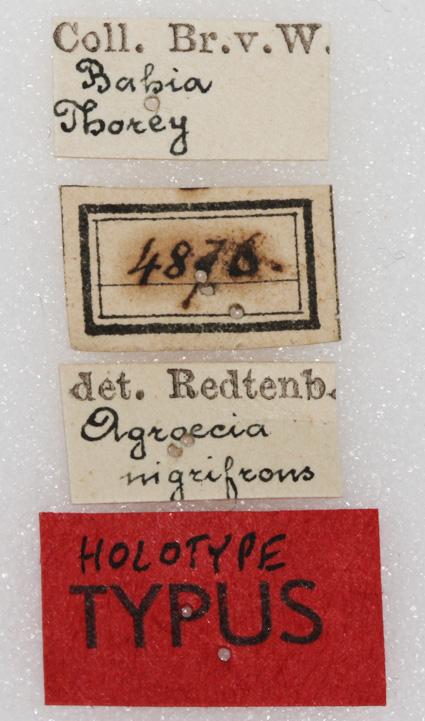 Coll. Br.v.W.
Bahia
Thorey
4876.
det. Redtenb.
Agroecia
nigrifrons
HOLOTYPE
TYPUS